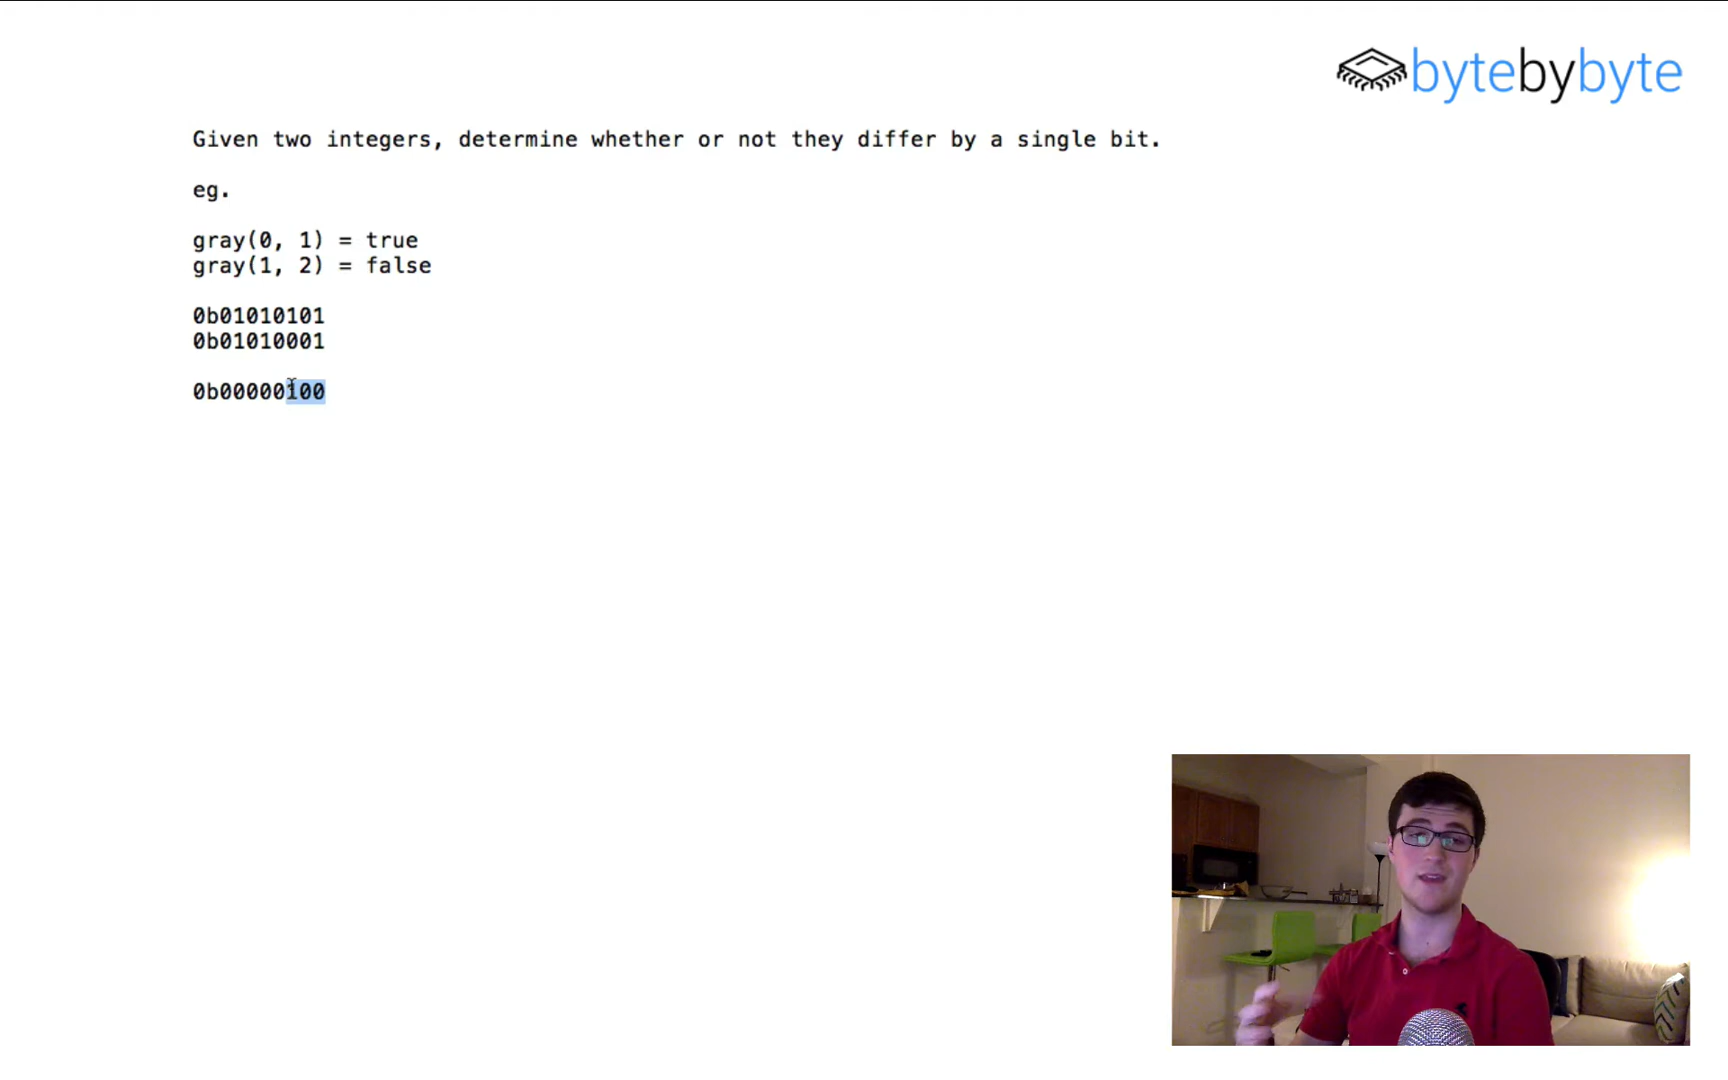 bytebybyte
Given two integers, determine whether or not they differ by a single bit.
eg.
gray(0, 1) = true
gray(1, 2) = false
0b01010101
0b01010001
0b00000100